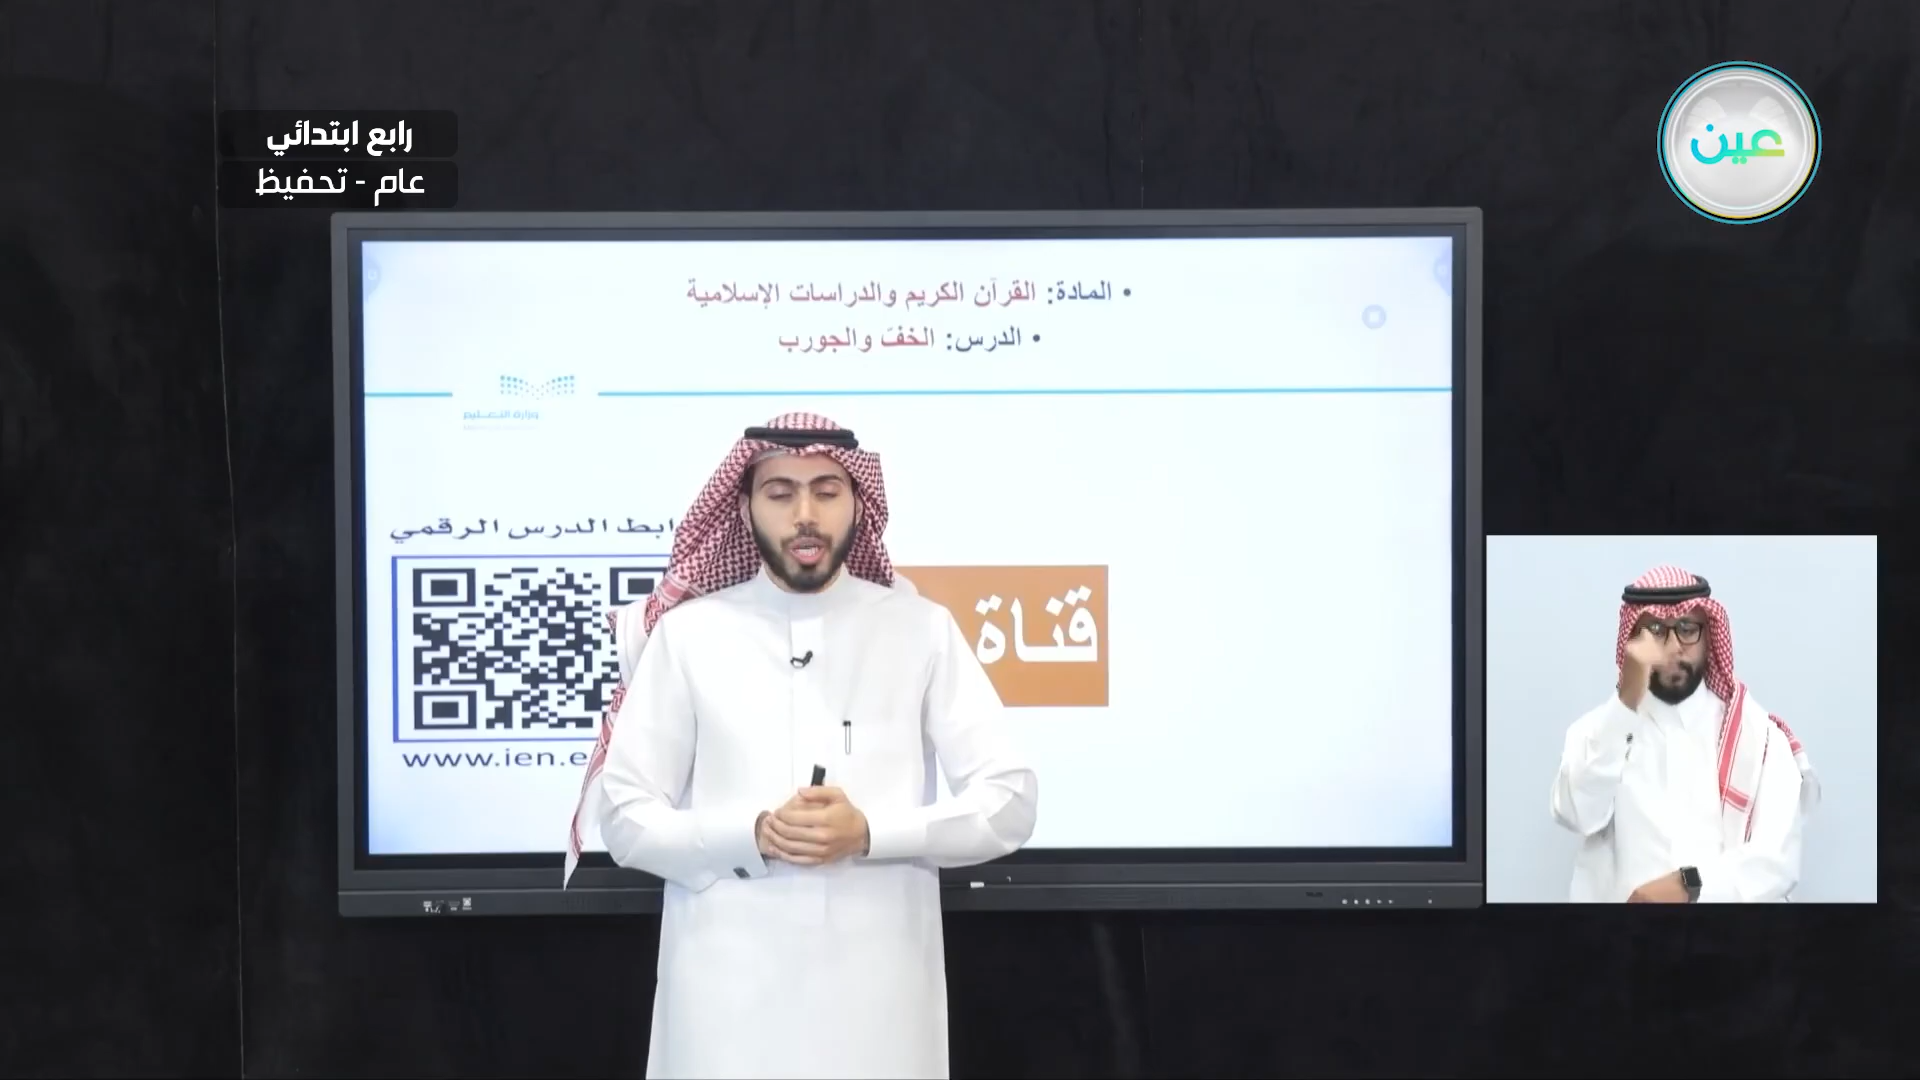 رابع ابتدائي
عام - تحفيظ
عين
• المادة: القرآن الكريم والدراسات الإسلامية
• الدرس: الخفّ والجورب
وزارة التعليم
رابط الدرس الرقمي
قناة
www.ien.e